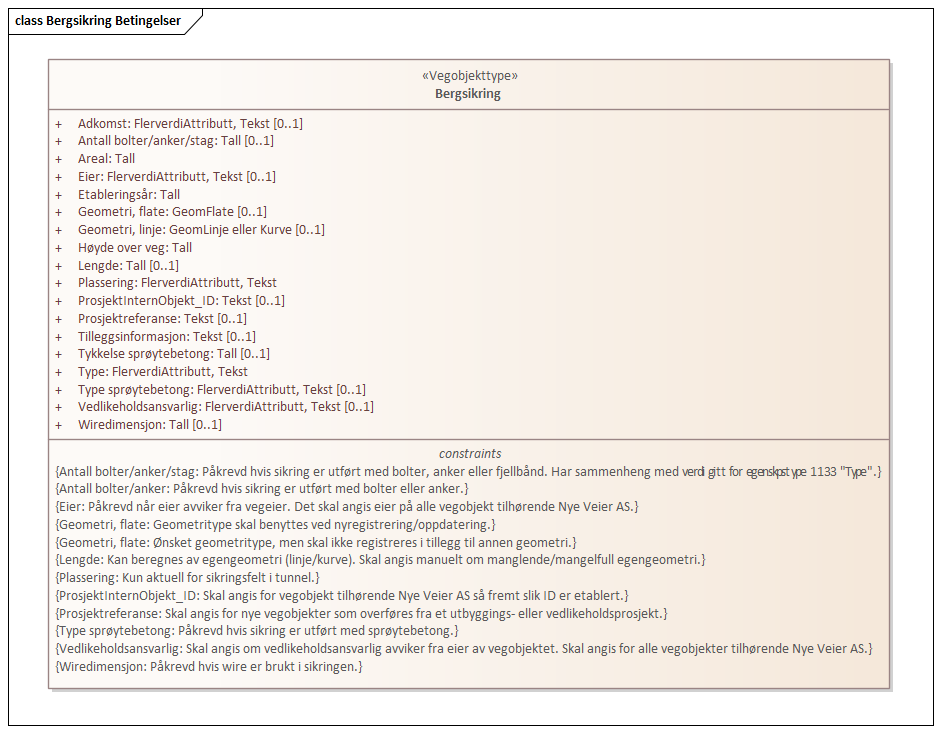 class Bergsikring Betingelser
«Vegobjekttype»
Bergsikring
+ Adkomst: FlerverdiAttributt, Tekst [0..1]
+ Antall bolter/anker/stag: Tall [0..1]
+ Areal: Tall
+ Eier: FlerverdiAttributt, Tekst [0..1]
+ Etableringsår: Tall
+ Geometri, flate: GeomFlate [0..1]
+ Geometri, linje: GeomLinje eller Kurve [0..1]
+ Høyde over veg: Tall
+ Lengde: Tall [0..1]
+ Plassering: FlerverdiAttributt, Tekst
+ ProsjektInternObjekt_ID: Tekst [0..1]
+ Prosjektreferanse: Tekst [0..1]
+ Tilleggsinformasjon: Tekst [0..1]
+ Tykkelse sprøytebetong: Tall [0..1]
+ Type: FlerverdiAttributt, Tekst
+ Type sprøytebetong: FlerverdiAttributt, Tekst [0..1]
+ Vedlikeholdsansvarlig: FlerverdiAttributt, Tekst [0..1]
+ Wiredimensjon: Tall [0..1]
constraints
{Antall bolter/anker/stag: Påkrevd hvis sikring er utført med bolter, anker eller fjellbånd. Har sammenheng med verdi gitt for egenskpstype 1133 "Type".}
{Antall bolter/anker: Påkrevd hvis sikring er utført med bolter eller anker.}
{Eier: Påkrevd når eier avviker fra vegeier. Det skal angis eier på alle vegobjekt tilhørende Nye Veier AS.}
{Geometri, flate: Geometritype skal benyttes ved nyregistrering/oppdatering.}
{Geometri, flate: Ønsket geometritype, men skal ikke registreres i tillegg til annen geometri.}
{Lengde: Kan beregnes av egengeometri (linje/kurve). Skal angis manuelt om manglende/mangelfull egengeometri.}
{Plassering: Kun aktuell for sikringsfelt i tunnel.}
{ProsjektInternObjekt_ID: Skal angis for vegobjekt tilhørende Nye Veier AS så fremt slik ID er etablert.}
{Prosjektreferanse: Skal angis for nye vegobjekter som overføres fra et utbyggings- eller vedlikeholdsprosjekt.}
{Type sprøytebetong: Påkrevd hvis sikring er utført med sprøytebetong.}
{Vedlikeholdsansvarlig: Skal angis om vedlikeholdsansvarlig avviker fra eier av vegobjektet. Skal angis for alle vegobjekter tilhørende Nye Veier AS.}
{Wiredimensjon: Påkrevd hvis wire er brukt i sikringen.}